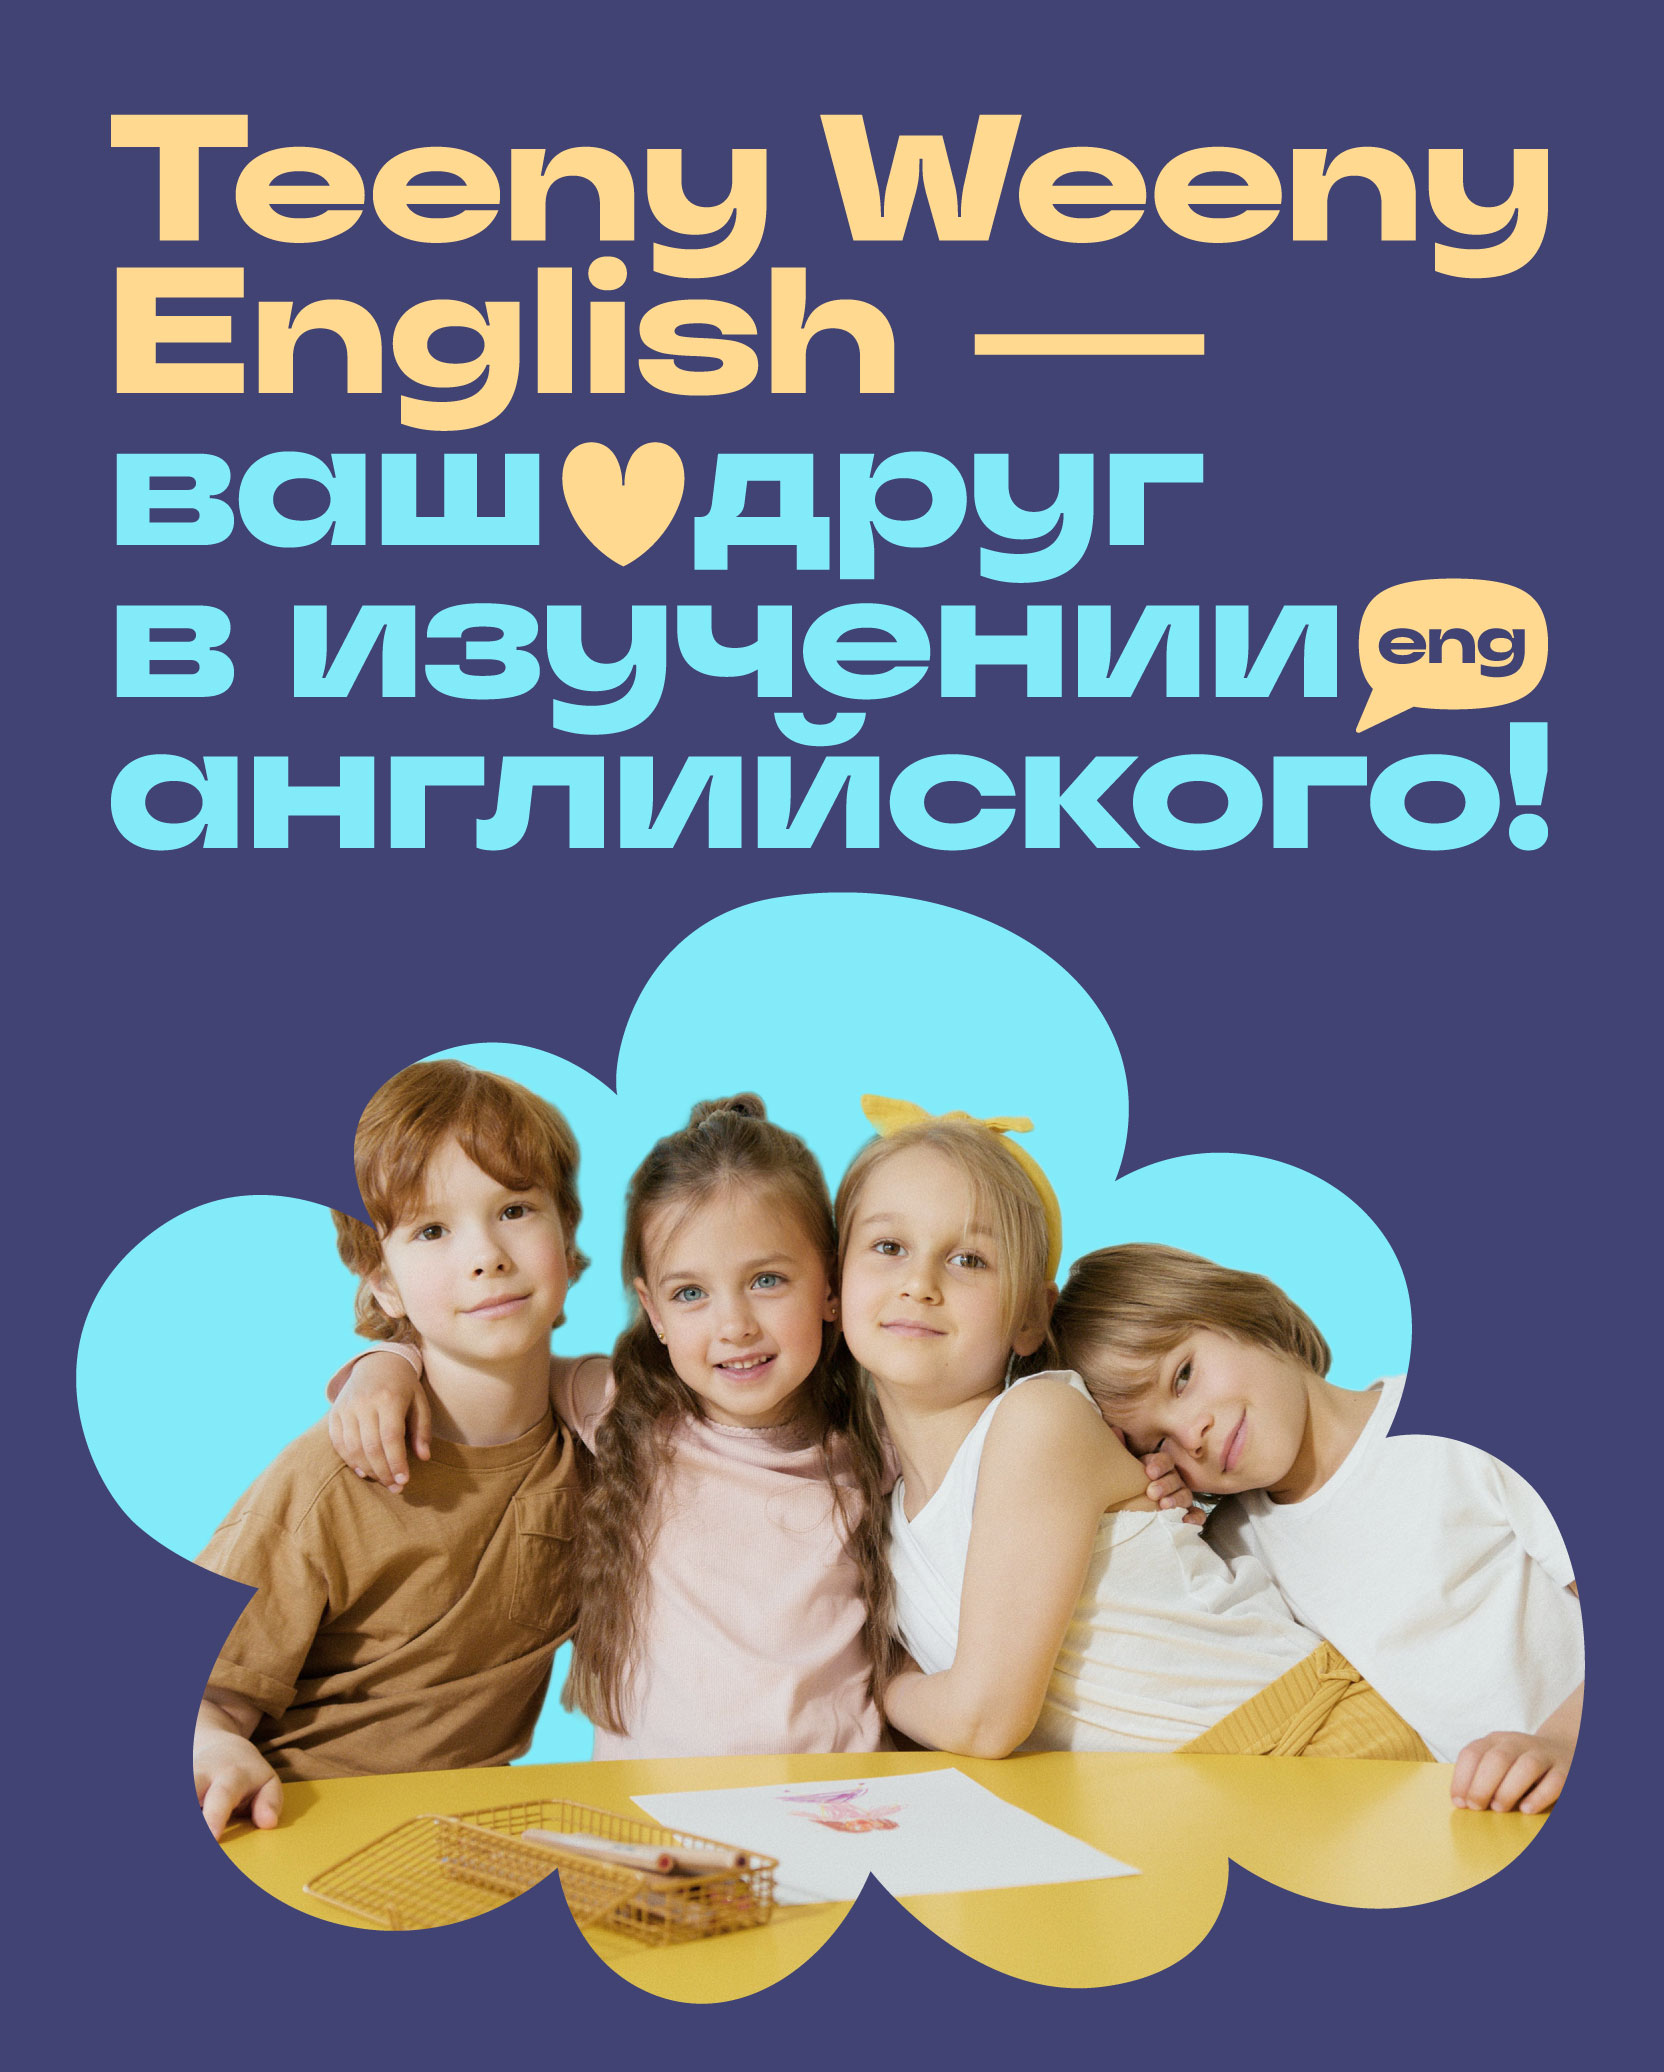 Teeny Weeny
English —
ваш друг
в изучении eng
английского!